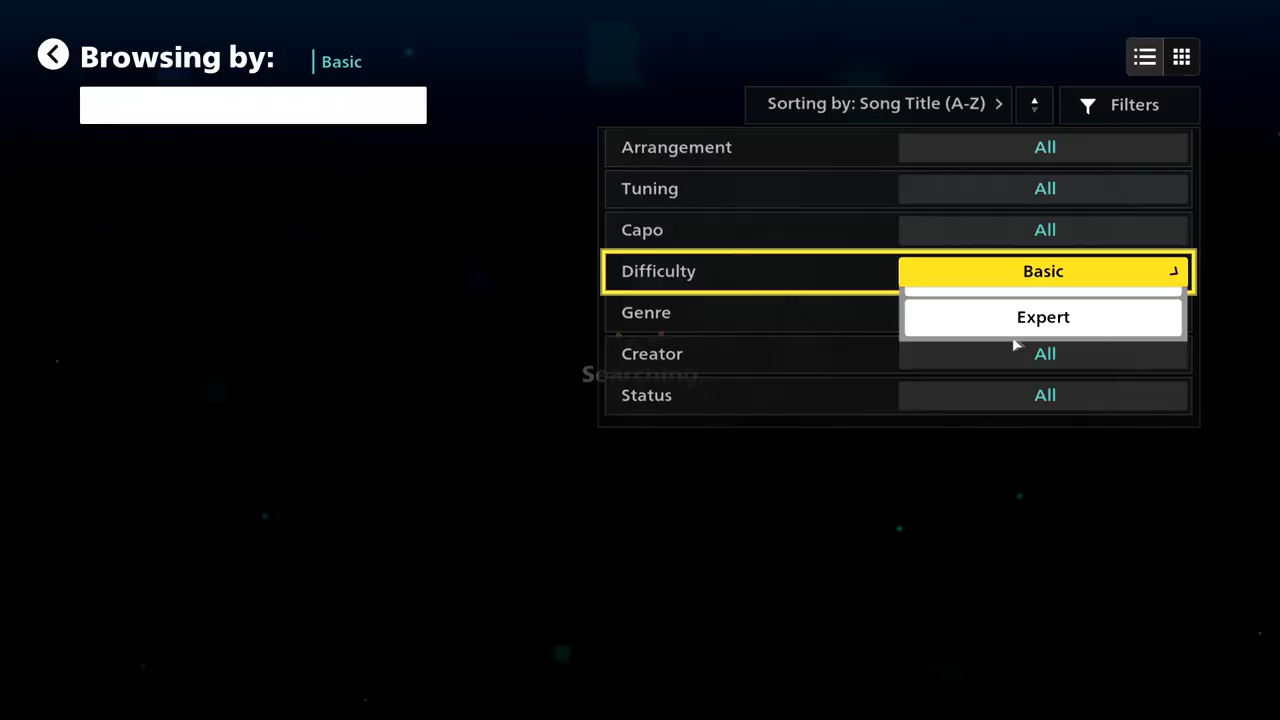 Browsing by:
Basic
Sorting by: Song Title (A-Z)
Filters
Arrangement
All
Tuning
All
Capo
All
Difficulty
Basic
Genre
Expert
Creator
All
Searching
Status
All